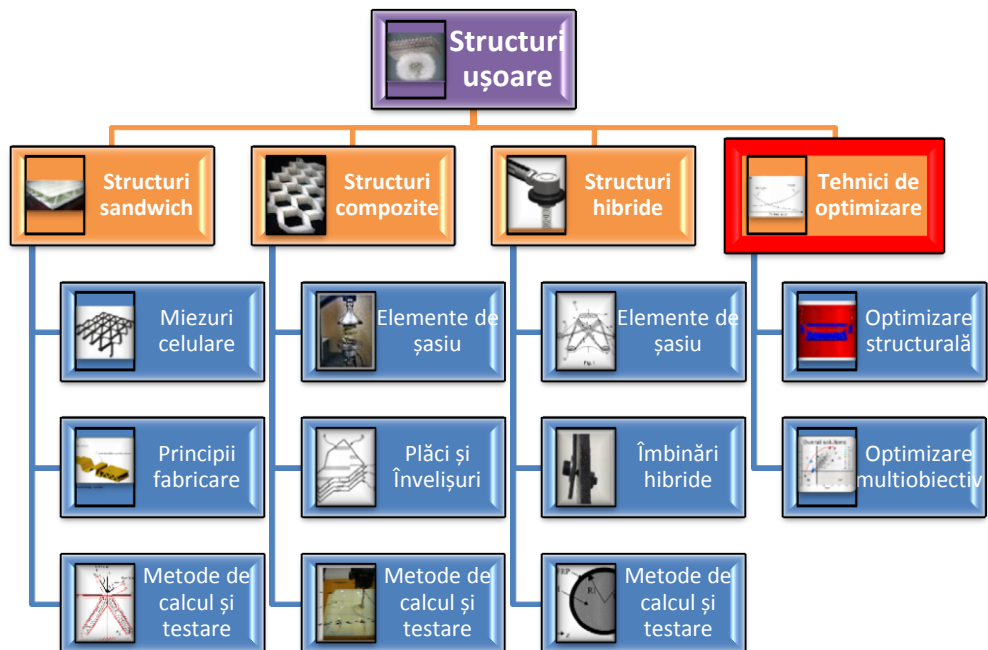 Structuri
ușoare
Structuri
sandwich
Structuri
compozite
Structuri
hibride
Tehnici de
optimizare
Miezuri
celulare
Elemente de
șasiu
Elemente de
șasiu
Optimizare
structurală
Principii
fabricare
Plăci și
Învelișuri
Îmbinări
hibride
Overall solutions
Optimizare
multiobiectiv
Metode de
calcul și
testare
Metode de
calcul și
testare
Metode de
calcul și
testare